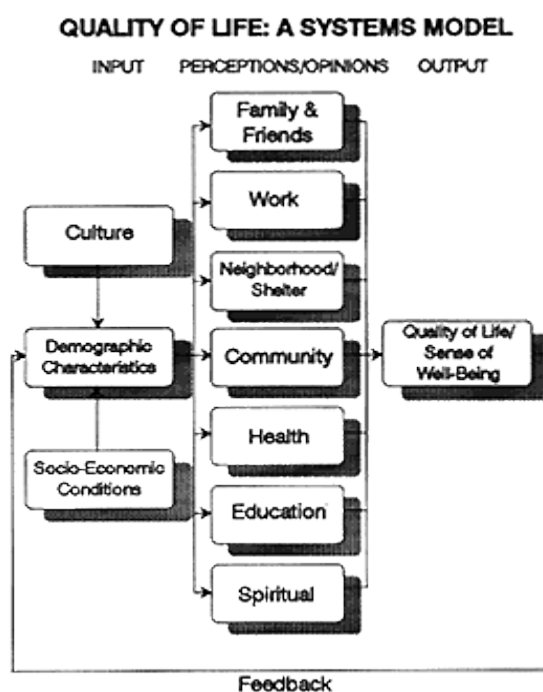 QUALITY OF LIFE: A SYSTEMS MODEL
INPUT PERCEPTIONS/OPINIONS OUTPUT
Family &
Friends
Work
Culture
Neighborhood/
Shelter
Demographic
Characteristics
Community
Quality of Life/
Sense of
Well-Being
Health
Socio-Economic
Conditions
Education
Spiritual
Feedback